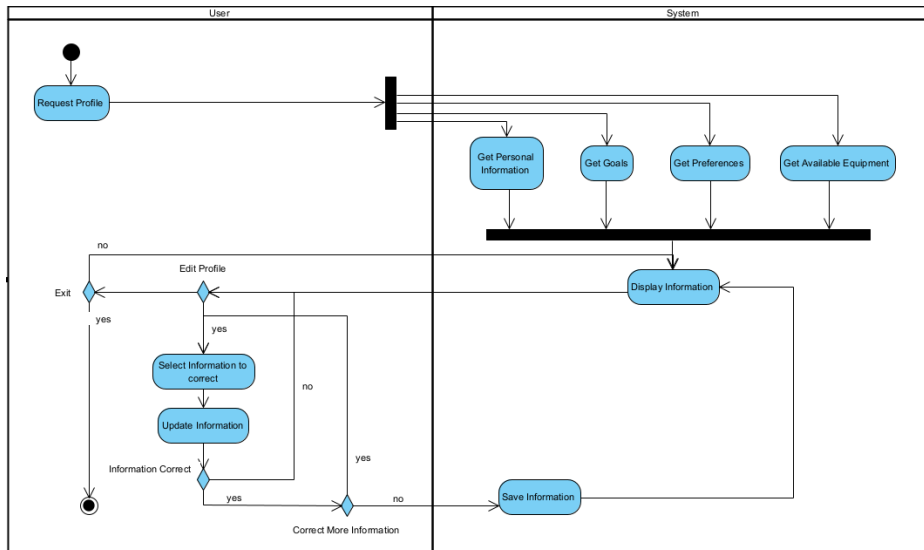 User
System
Request Profile
Get Personal
Information
Get Goals
Get Preferences
Get Available Equipment
no
Edit Profile
Exit
Display Information
yes
yes
Select Information to
correct
no
Update Information
yes
Information Correct
yes
no
Save Information
Correct More Information